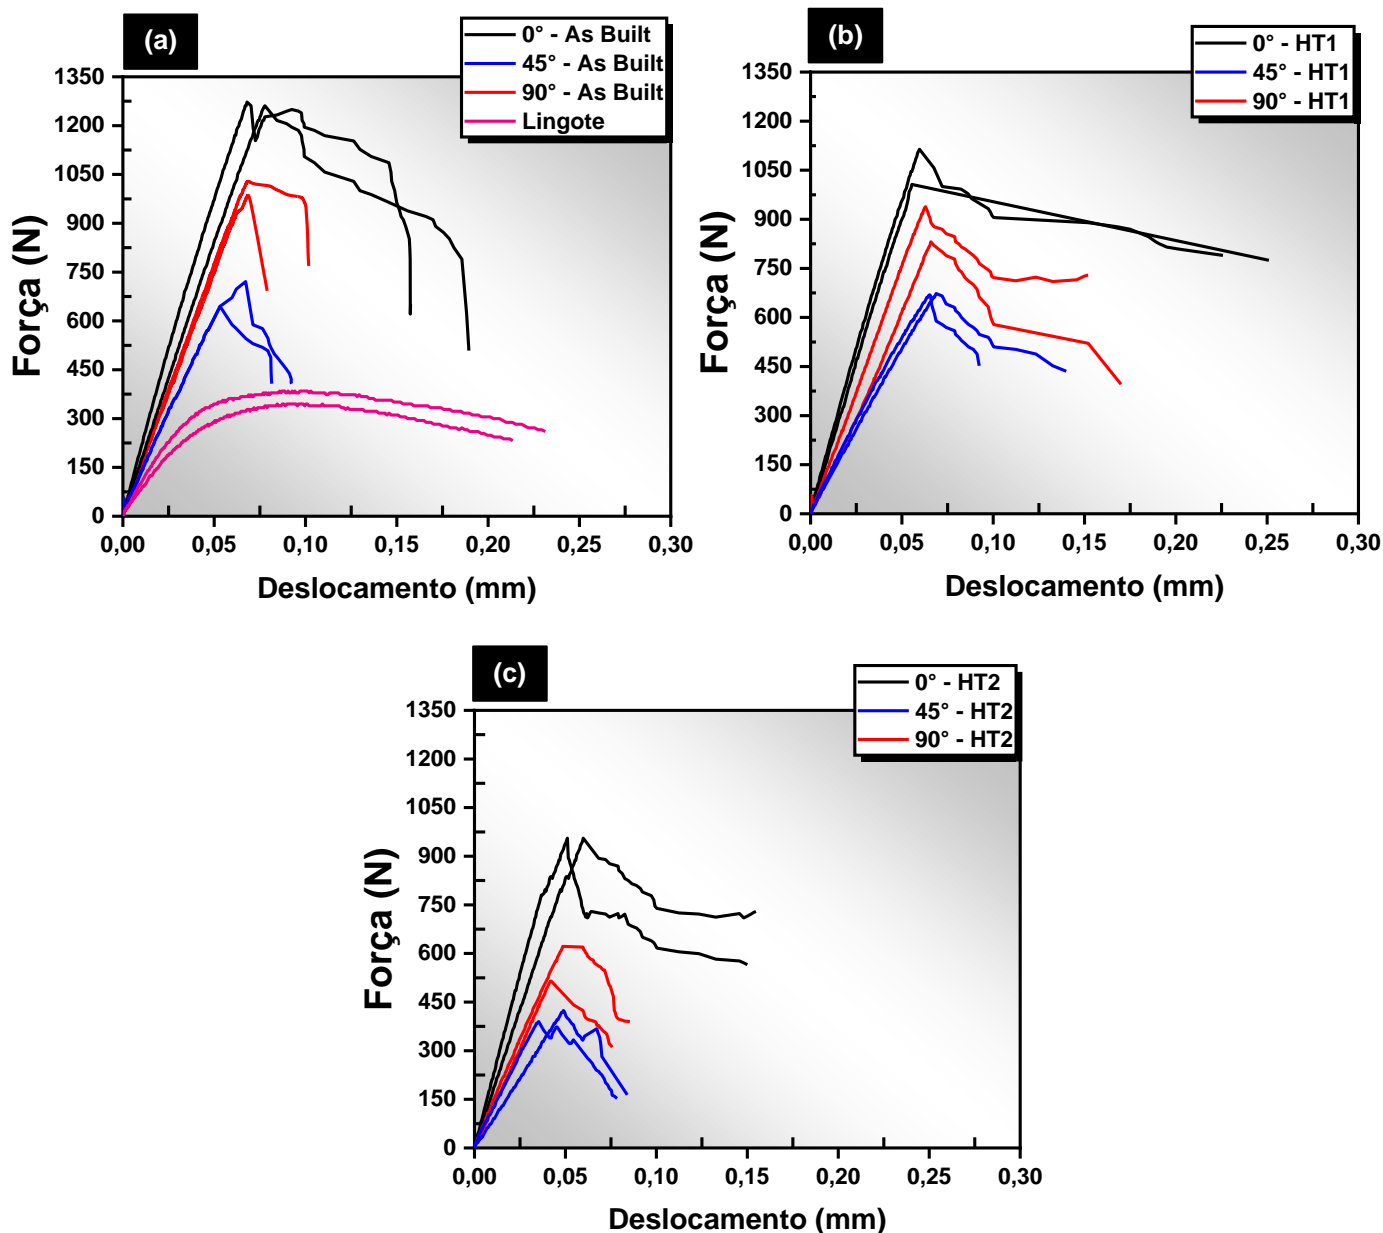 (a)
0° - As Built
45° - As Built
90° - As Built
Lingote
1350
1200
1050
900
750
600
450
300
150
0
0,00 0,05 0,10 0,15 0,20 0,25 0,30
Força (N)
Deslocamento (mm)
(b)
0° - HT1
45° - HT1
90° - HT1
1350
1200
1050
900
750
600
450
300
150
0
0,00 0,05 0,10 0,15 0,20 0,25 0,30
Força (N)
Deslocamento (mm)
(c)
0° - HT2
45° - HT2
90° - HT2
1350
1200
1050
900
750
600
450
300
150
0
0,00 0,05 0,10 0,15 0,20 0,25 0,30
Força (N)
Deslocamento (mm)